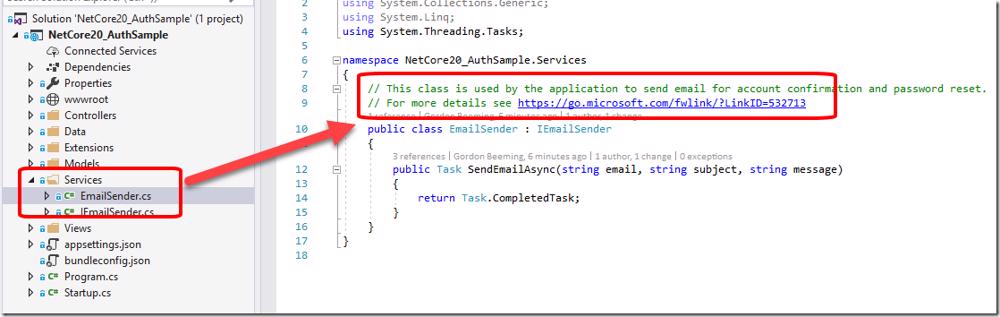 Solution 'NetCore20_AuthSample' (1 project)
NetCore20_AuthSample
Connected Services
Dependencies
Properties
wwwroot
Controllers
Data
Extensions
Models
Services
EmailSender.cs
IEmailSender.cs
Views
appsettings.json
bundleconfig.json
Program.cs
Startup.cs
2 using System.Collections.Generic;
3 using System.Linq;
4 using System.Threading.Tasks;
5
6 namespace NetCore20_AuthSample.Services
7 {
8 // This class is used by the application to send email for account confirmation and password reset.
9 // For more details see https://go.microsoft.com/fwlink/?LinkID=532713
1 reference | Gordon Beeming, 6 minutes ago | 1 author, 1 change
10 public class EmailSender : IEmailSender
11 {
3 references | Gordon Beeming, 6 minutes ago | 1 author, 1 change | 0 exceptions
12 public Task SendEmailAsync(string email, string subject, string message)
13 {
14 return Task.CompletedTask;
15 }
16 }
17 }
18